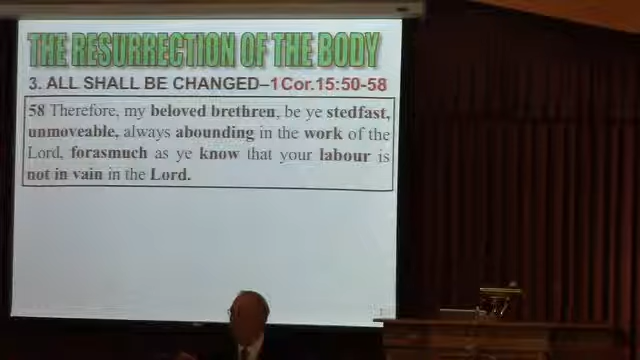 THE RESURRECTION OF THE BODY
3. ALL SHALL BE CHANGED–1Cor.15:50-58
58 Therefore, my beloved brethren, be ye stedfast,
unmoveable, always abounding in the work of the
Lord, forasmuch as ye know that your labour is
not in vain in the Lord.